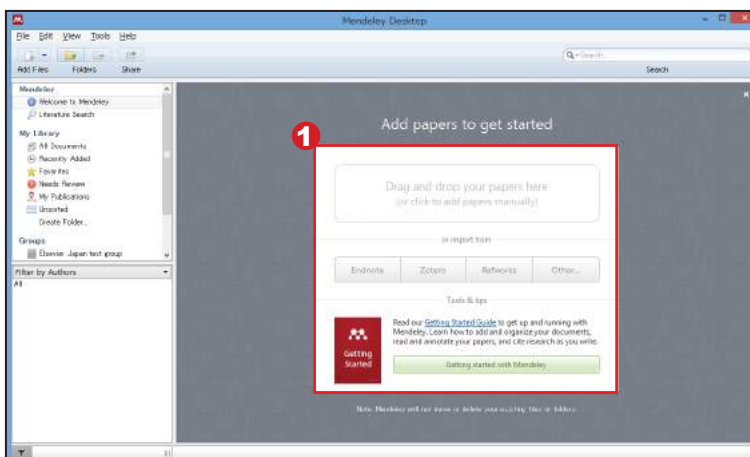 Mendeley Desktop
File Edit View Tools Help
Add Files Folders Share
Search...
Search
Mendeley
Welcome to Mendeley
Literature Search
My Library
All Documents
Recently Added
Favorites
Needs Review
My Publications
Unsorted
Create Folder...
Groups
Elsevier Japan test group
Filter by Authors
All
Add papers to get started
1
Drag and drop your papers here
(or click to add papers manually)
or import from
Endnote Zotero Refworks Other...
Tools & tips
Getting
Started
Read our Getting Started Guide to get up and running with
Mendeley. Learn how to add and organize your documents,
read and annotate your papers, and cite research as you write.
Getting started with Mendeley
Note: Mendeley will not move or delete your existing files or folders.